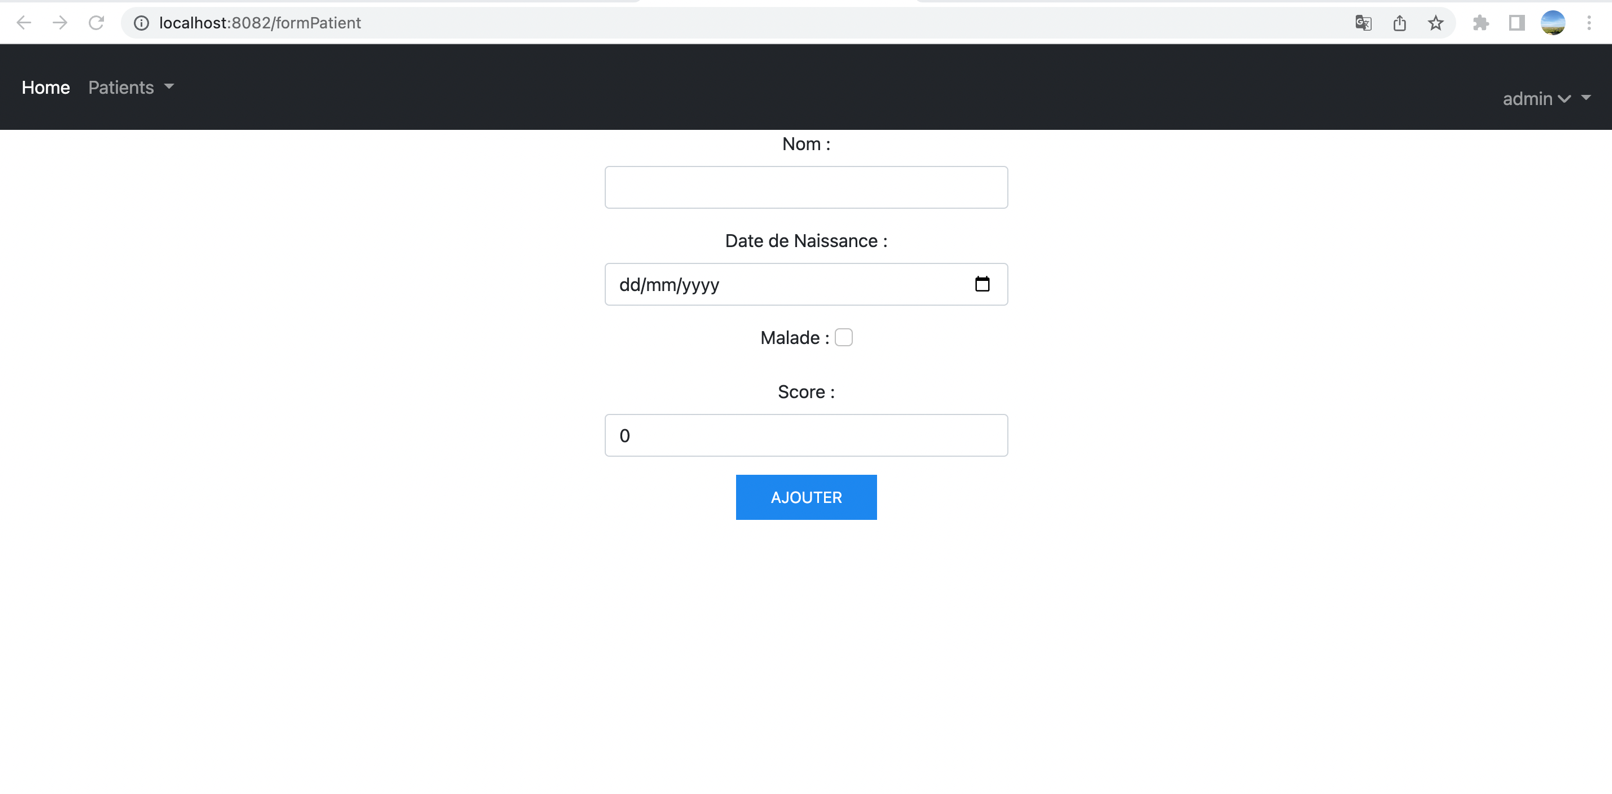 localhost:8082/formPatient
Home Patients
admin
Nom :
Date de Naissance :
dd/mm/yyyy
Malade :
Score :
0
AJOUTER